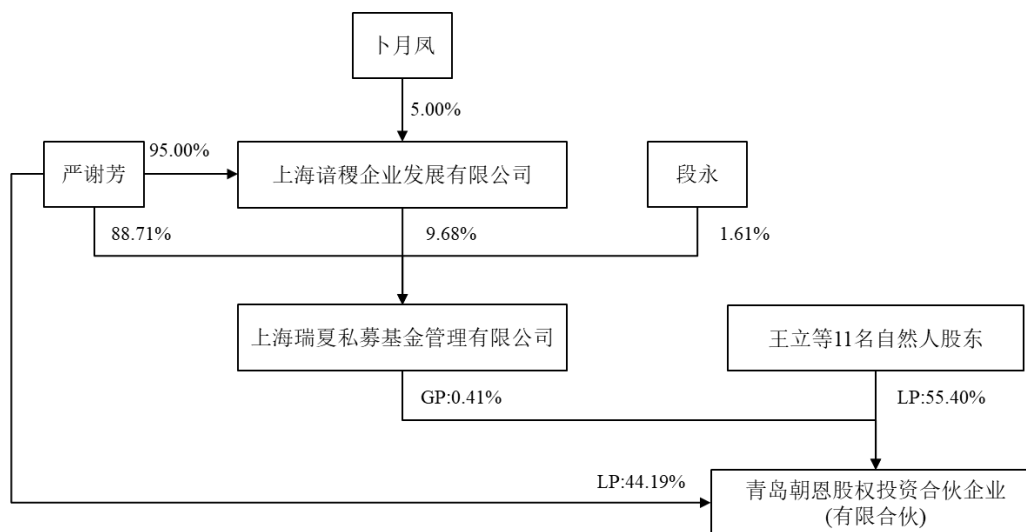 卜月凤
5.00%
严谢芳
95.00%
上海谙稷企业发展有限公司
段永
88.71%
9.68%
1.61%
上海瑞夏私募基金管理有限公司
王立等11名自然人股东
GP:0.41%
LP:55.40%
LP:44.19%
青岛朝恩股权投资合伙企业
(有限合伙)